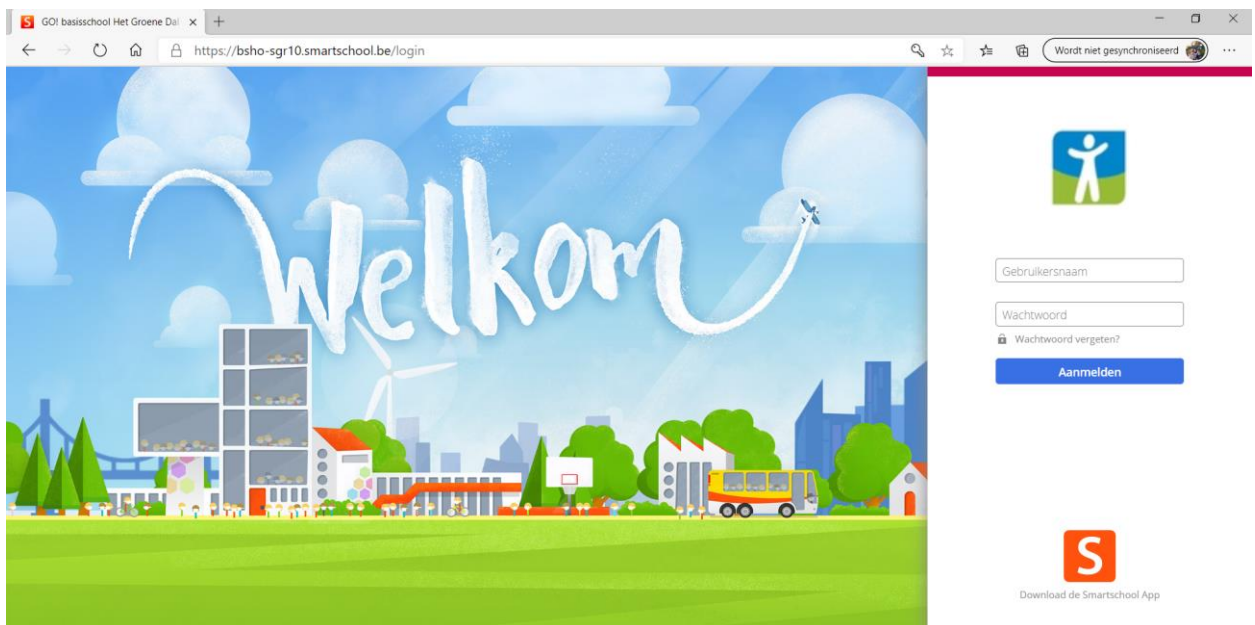 GO! basisschool Het Groene Dal
https://bsho-sgr10.smartschool.be/login
Wordt niet gesynchroniseerd
Welkom
Gebruikersnaam
Wachtwoord
Wachtwoord vergeten?
Aanmelden
S
Download de Smartschool App